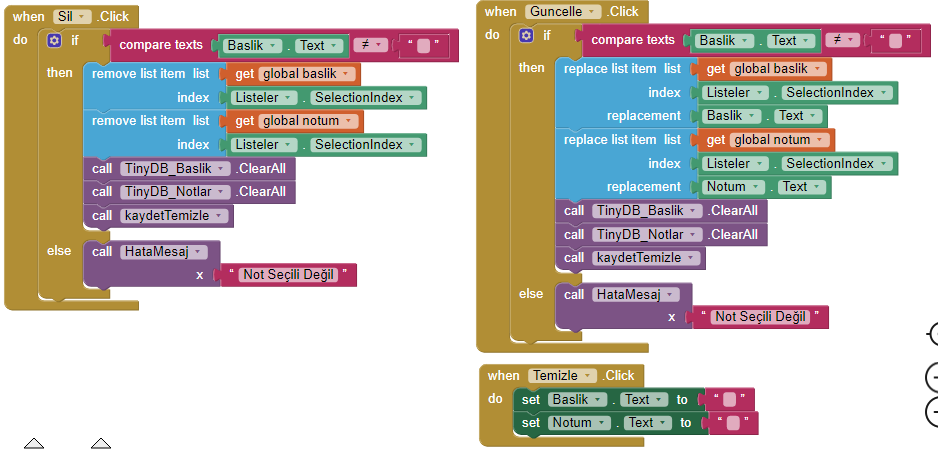 when Sil .Click
do if compare texts Baslik . Text ≠ " "
then remove list item list get global baslik
index Listeler . SelectionIndex
remove list item list get global notum
index Listeler . SelectionIndex
call TinyDB_Baslik .ClearAll
call TinyDB_Notlar .ClearAll
call kaydetTemizle
else call HataMesaj
x " Not Seçili Değil "
when Guncelle .Click
do if compare texts Baslik . Text ≠ " "
then replace list item list get global baslik
index Listeler . SelectionIndex
replacement Baslik . Text
replace list item list get global notum
index Listeler . SelectionIndex
replacement Notum . Text
call TinyDB_Baslik .ClearAll
call TinyDB_Notlar .ClearAll
call kaydetTemizle
else call HataMesaj
x " Not Seçili Değil "
when Temizle .Click
do set Baslik . Text to " "
set Notum . Text to " "